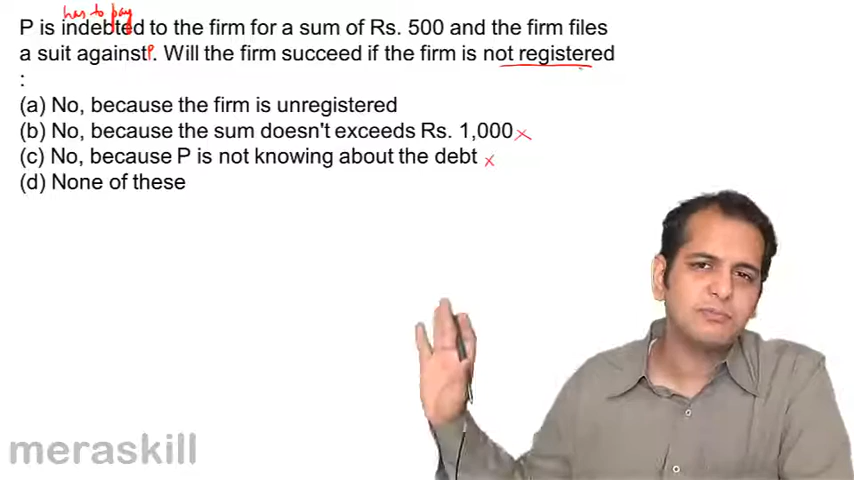 has to pay
P is indebted to the firm for a sum of Rs. 500 and the firm files
a suit against P. Will the firm succeed if the firm is not registered
:
(a) No, because the firm is unregistered
(b) No, because the sum doesn't exceeds Rs. 1,000 x
(c) No, because P is not knowing about the debt x
(d) None of these
meraskill